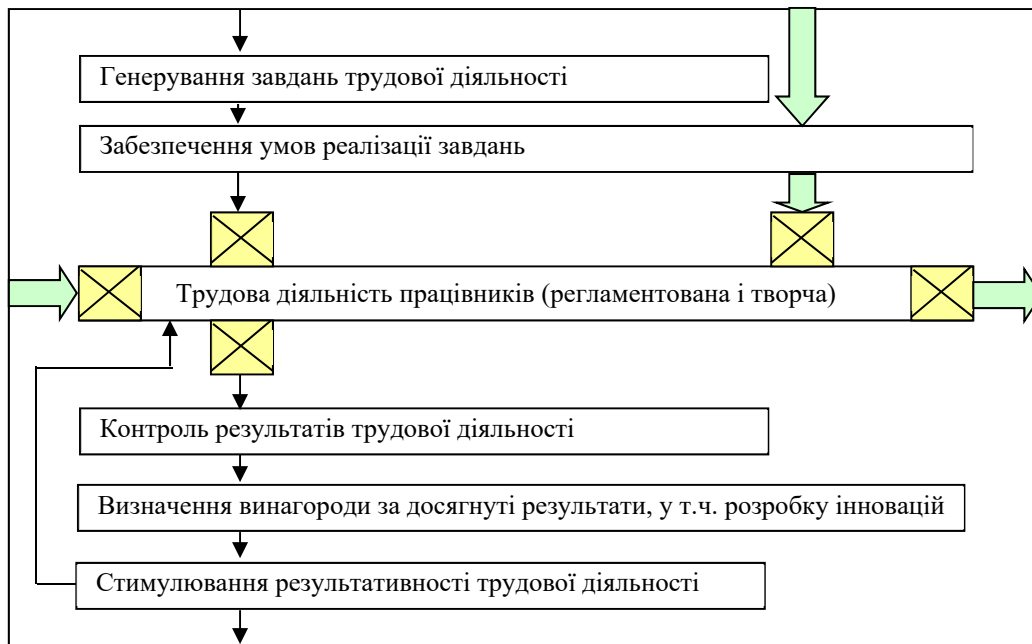 Генерування завдань трудової діяльності
Забезпечення умов реалізації завдань
Трудова діяльність працівників (регламентована і творча)
Контроль результатів трудової діяльності
Визначення винагороди за досягнуті результати, у т.ч. розробку інновацій
Стимулювання результативності трудової діяльності